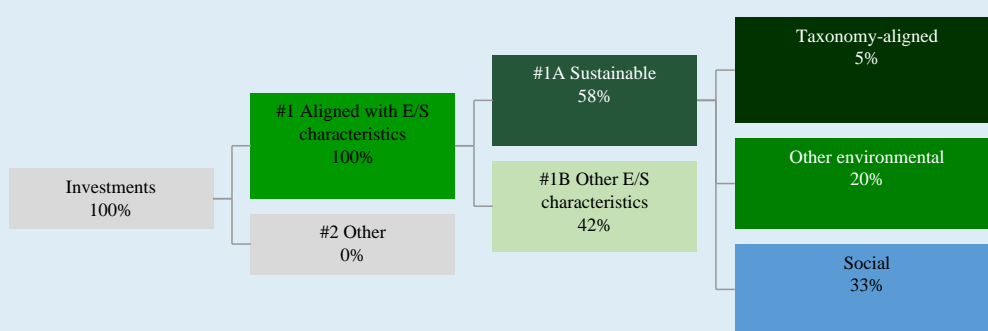 Investments
100%
#1 Aligned with E/S
characteristics
100%
#2 Other
0%
#1A Sustainable
58%
#1B Other E/S
characteristics
42%
Taxonomy-aligned
5%
Other environmental
20%
Social
33%